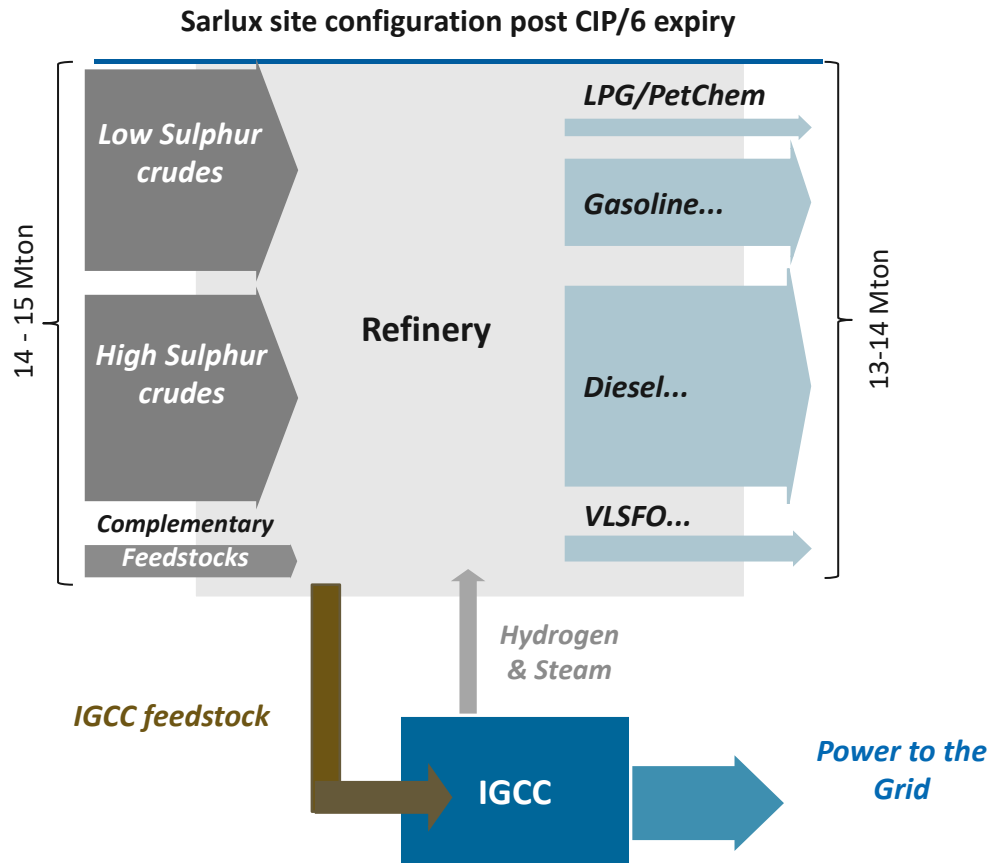 Sarlux site configuration post CIP/6 expiry
14 - 15 Mton
Low Sulphur
crudes
High Sulphur
crudes
Complementary
Feedstocks
Refinery
LPG/PetChem
Gasoline...
Diesel...
VLSFO...
13-14 Mton
Hydrogen
& Steam
IGCC feedstock
IGCC
Power to the
Grid